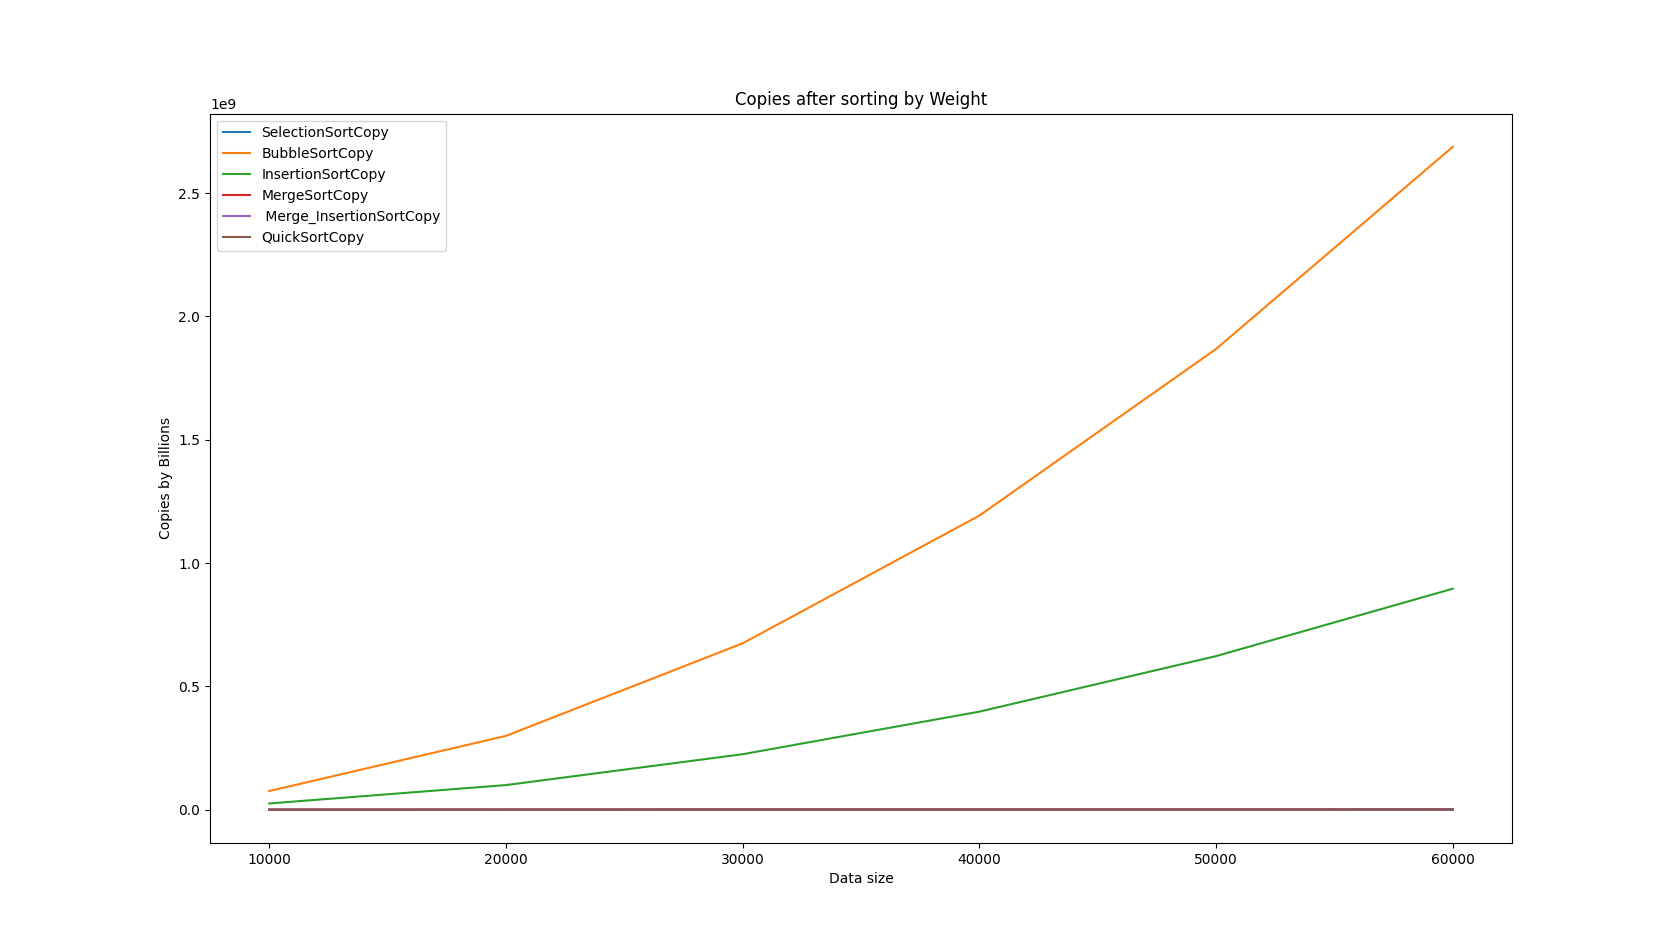 Copies after sorting by Weight
1e9
SelectionSortCopy
BubbleSortCopy
InsertionSortCopy
MergeSortCopy
Merge_InsertionSortCopy
QuickSortCopy
2.5
2.0
1.5
1.0
0.5
0.0
Copies by Billions
10000 20000 30000 40000 50000 60000
Data size